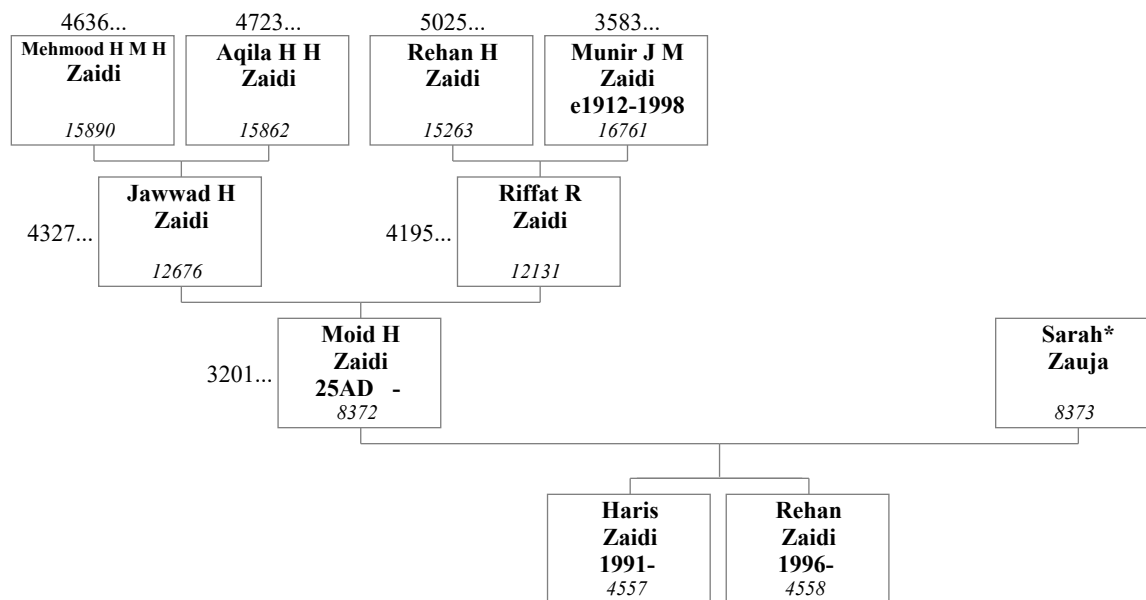 4636...
4723...
5025...
3583...
Mehmood H M H
Zaidi
15890
Aqila H H
Zaidi
15862
Rehan H
Zaidi
15263
Munir J M
Zaidi
e1912-1998
16761
4327...
Jawwad H
Zaidi
12676
4195...
Riffat R
Zaidi
12131
3201...
Moid H
Zaidi
25AD -
8372
Sarah*
Zauja
8373
Haris
Zaidi
1991-
4557
Rehan
Zaidi
1996-
4558